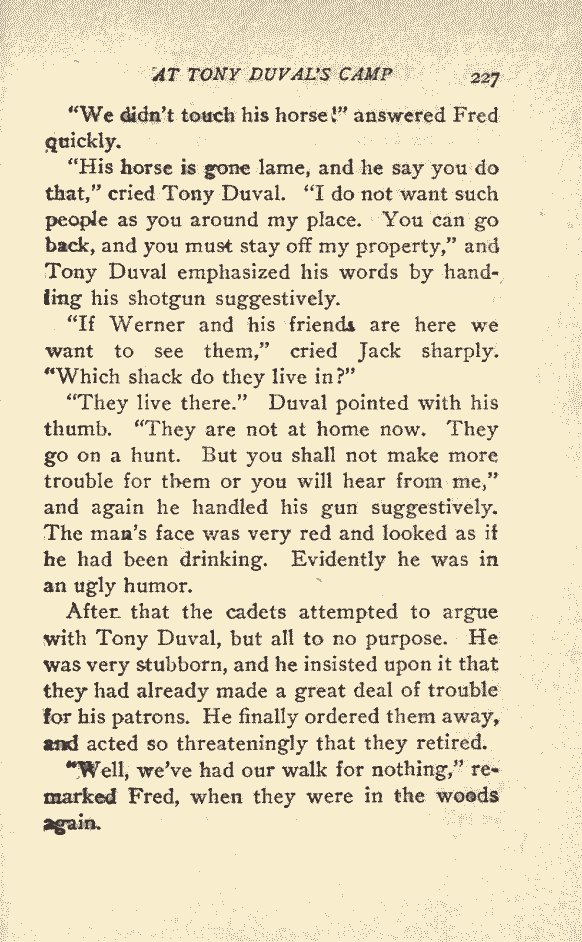 AT TONY DUVAL'S CAMP 227
"We didn't touch his horse!" answered Fred
quickly.
"His horse is gone lame, and he say you do
that," cried Tony Duval. "I do not want such
people as you around my place. You can go
back, and you must stay off my property," and
Tony Duval emphasized his words by hand-
ling his shotgun suggestively.
"If Werner and his friends are here we
want to see them," cried Jack sharply.
"Which shack do they live in?"
"They live there." Duval pointed with his
thumb. "They are not at home now. They
go on a hunt. But you shall not make more
trouble for them or you will hear from me,"
and again he handled his gun suggestively.
The man's face was very red and looked as if
he had been drinking. Evidently he was in
an ugly humor.
After that the cadets attempted to argue
with Tony Duval, but all to no purpose. He
was very stubborn, and he insisted upon it that
they had already made a great deal of trouble
for his patrons. He finally ordered them away,
and acted so threateningly that they retired.
"Well, we've had our walk for nothing," re-
marked Fred, when they were in the woods
again.